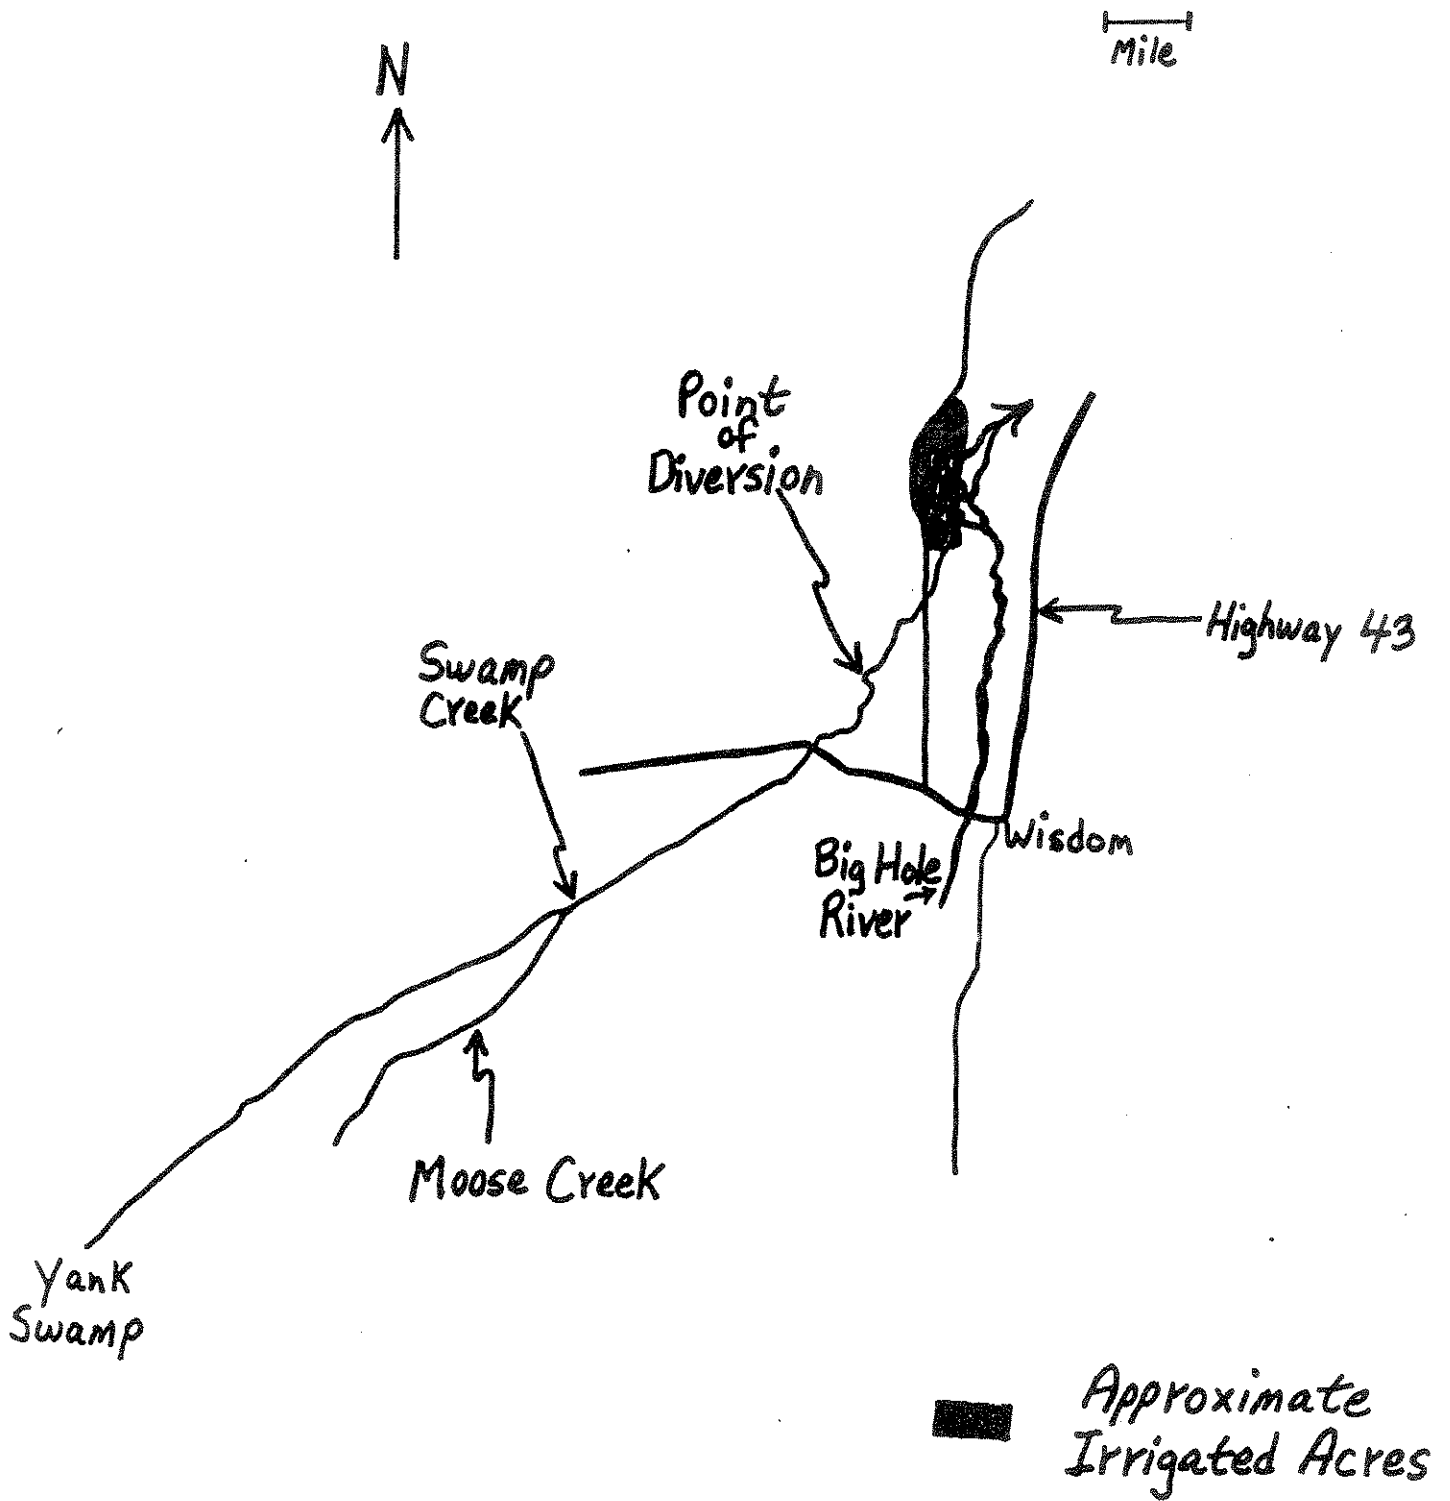 Mile
N
Point
of
Diversion
Highway 43
Swamp
Creek
Wisdom
Big Hole
River
Moose Creek
Yank
Swamp
Approximate
Irrigated Acres